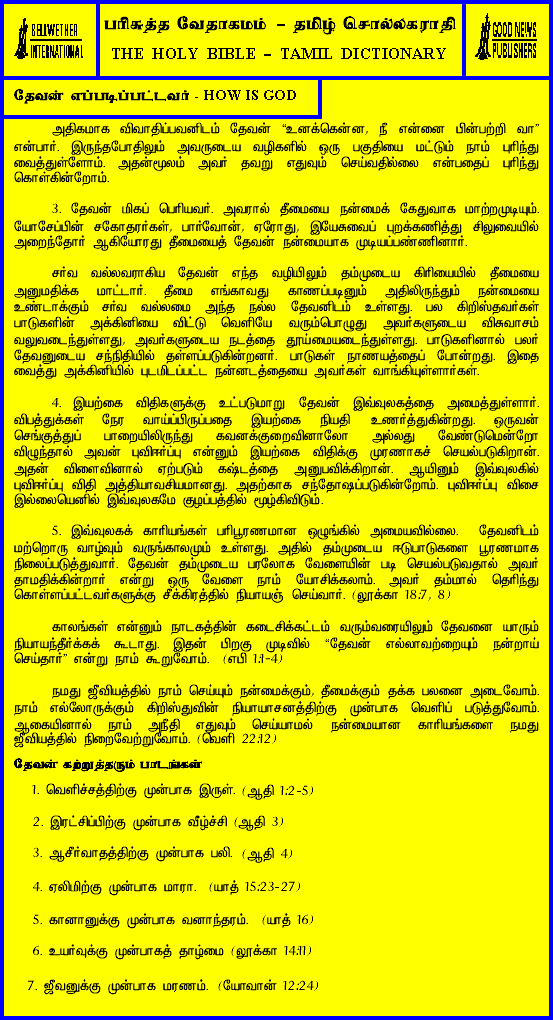 BELLWETHER
INTERNATIONAL
பரிசுத்த வேதாகமம் – தமிழ் சொல்லகராதி
THE HOLY BIBLE – TAMIL DICTIONARY
GOOD NEWS
PUBLISHERS
தேவன் எப்படிப்பட்டவர் - HOW IS GOD
அதிகமாக விவாதிப்பவனிடம் தேவன் “உனக்கென்ன, நீ என்னை பின்பற்றி வா”
என்பார். இருந்தபோதிலும் அவருடைய வழிகளில் ஒரு பகுதியை மட்டும் நாம் புரிந்து
வைத்துள்ளோம். அதன்மூலம் அவர் தவறு எதுவும் செய்வதில்லை என்பதைப் புரிந்து
கொள்கின்றோம்.
3. தேவன் மிகப் பெரியவர். அவரால் தீமையை நன்மைக் கேதுவாக மாற்றமுடியும்.
யோசேப்பின் சகோதரர்கள், பார்வோன், ஏரோது, இயேசுவைப் புறக்கணித்து சிலுவையில்
அறைந்தோர் ஆகியோரது தீமையைத் தேவன் நன்மையாக முடியப்பண்ணினார்.
சர்வ வல்லவராகிய தேவன் எந்த வழியிலும் தம்முடைய கிரியையில் தீமையை
அனுமதிக்க மாட்டார். தீமை எங்காவது காணப்படினும் அதிலிருந்தும் நன்மையை
உண்டாக்கும் சர்வ வல்லமை அந்த நல்ல தேவனிடம் உள்ளது. பல கிறிஸ்தவர்கள்
பாடுகளின் அக்கினியை விட்டு வெளியே வரும்பொழுது அவர்களுடைய விசுவாசம்
வலுவடைந்துள்ளது, அவர்களுடைய நடத்தை தூய்மையடைந்துள்ளது. பாடுகளினால் பலர்
தேவனுடைய சந்நிதியில் தள்ளப்படுகின்றனர். பாடுகள் நாணயத்தைப் போன்றது. இதை
வைத்து அக்கினியில் புடமிடப்பட்ட நன்னடத்தையை அவர்கள் வாங்கியுள்ளார்கள்.
4. இயற்கை விதிகளுக்கு உட்படுமாறு தேவன் இவ்வுலகத்தை அமைத்துள்ளார்.
விபத்துக்கள் நேர வாய்ப்பிருப்பதை இயற்கை நியதி உணர்த்துகின்றது. ஒருவன்
செங்குத்துப் பாறையிலிருந்து கவனக்குறைவினாலோ அல்லது வேண்டுமென்றோ
விழுந்தால் அவன் புவிஈர்ப்பு என்னும் இயற்கை விதிக்கு முரணாகச் செயல்படுகிறான்.
அதன் விளைவினால் ஏற்படும் கஷ்டத்தை அனுபவிக்கிறான். ஆயினும் இவ்வுலகில்
புவிஈர்ப்பு விதி அத்தியாவசியமானது. அதற்காக சந்தோஷப்படுகின்றோம். புவிஈர்ப்பு விசை
இல்லையெனில் இவ்வுலகமே குழப்பத்தில் மூழ்கிவிடும்.
5. இவ்வுலகக் காரியங்கள் பரிபூரணமான ஒழுங்கில் அமையவில்லை. தேவனிடம்
மற்றொரு வாழ்வும் வருங்காலமும் உள்ளது. அதில் தம்முடைய ஈடுபாடுகளை பூரணமாக
நிலைப்படுத்துவார். தேவன் தம்முடைய பரலோக வேளையின் படி செயல்படுவதால் அவர்
தாமதிக்கின்றார் என்று ஒரு வேளை நாம் யோசிக்கலாம். அவர் தம்மால் தெரிந்து
கொள்ளப்பட்டவர்களுக்கு சீக்கிரத்தில் நியாயஞ் செய்வார். (லூக்கா 18:7, 8)
காலங்கள் என்னும் நாடகத்தின் கடைசிக்கட்டம் வரும்வரையிலும் தேவனை யாரும்
நியாயந்தீர்க்கக் கூடாது. இதன் பிறகு முடிவில் “தேவன் எல்லாவற்றையும் நன்றாய்
செய்தார்” என்று நாம் கூறுவோம். (எபி 1:1-4)
நமது ஜீவியத்தில் நாம் செய்யும் நன்மைக்கும், தீமைக்கும் தக்க பலனை அடைவோம்.
நாம் எல்லோருக்கும் கிறிஸ்துவின் நியாயாசனத்திற்கு முன்பாக வெளிப் படுத்துவோம்.
ஆகையினால் நாம் அநீதி எதுவும் செய்யாமல் நன்மையான காரியங்களை நமது
ஜீவியத்தில் நிறைவேற்றுவோம். (வெளி 22:12)
தேவன் கற்றுத்தரும் பாடங்கள்
1. வெளிச்சத்திற்கு முன்பாக இருள். (ஆதி 1:2-5)
2. இரட்சிப்பிற்கு முன்பாக வீழ்ச்சி (ஆதி 3)
3. ஆசீர்வாதத்திற்கு முன்பாக பலி. (ஆதி 4)
4. ஏலிமிற்கு முன்பாக மாரா. (யாத் 15:23-27)
5. கானானுக்கு முன்பாக வனாந்தரம். (யாத் 16)
6. உயர்வுக்கு முன்பாகத் தாழ்மை (லூக்கா 14:11)
7. ஜீவனுக்கு முன்பாக மரணம். (யோவான் 12:24)